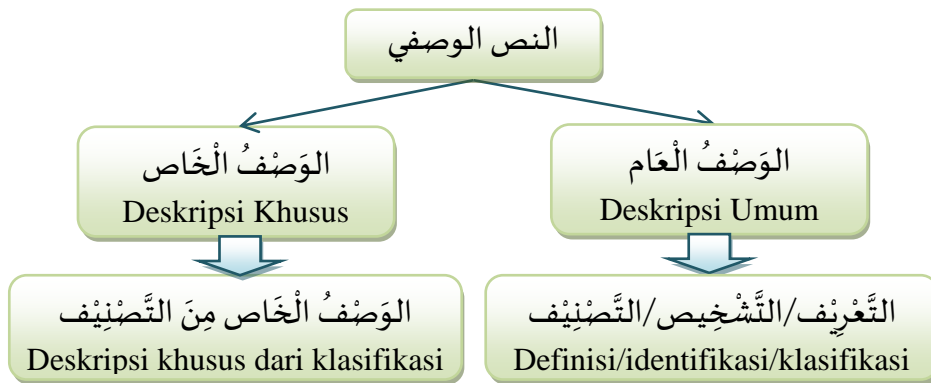 النص الوصفي
الوَصْفُ الْعَام
Deskripsi Umum
الوَصْفُ الْخَاص
Deskripsi Khusus
التَّعْرِيْف/التَّشْخِيص/التَّصْنِيْف
Definisi/identifikasi/klasifikasi
الوَصْفُ الْخَاص مِنَ التَّصْنِيْف
Deskripsi khusus dari klasifikasi